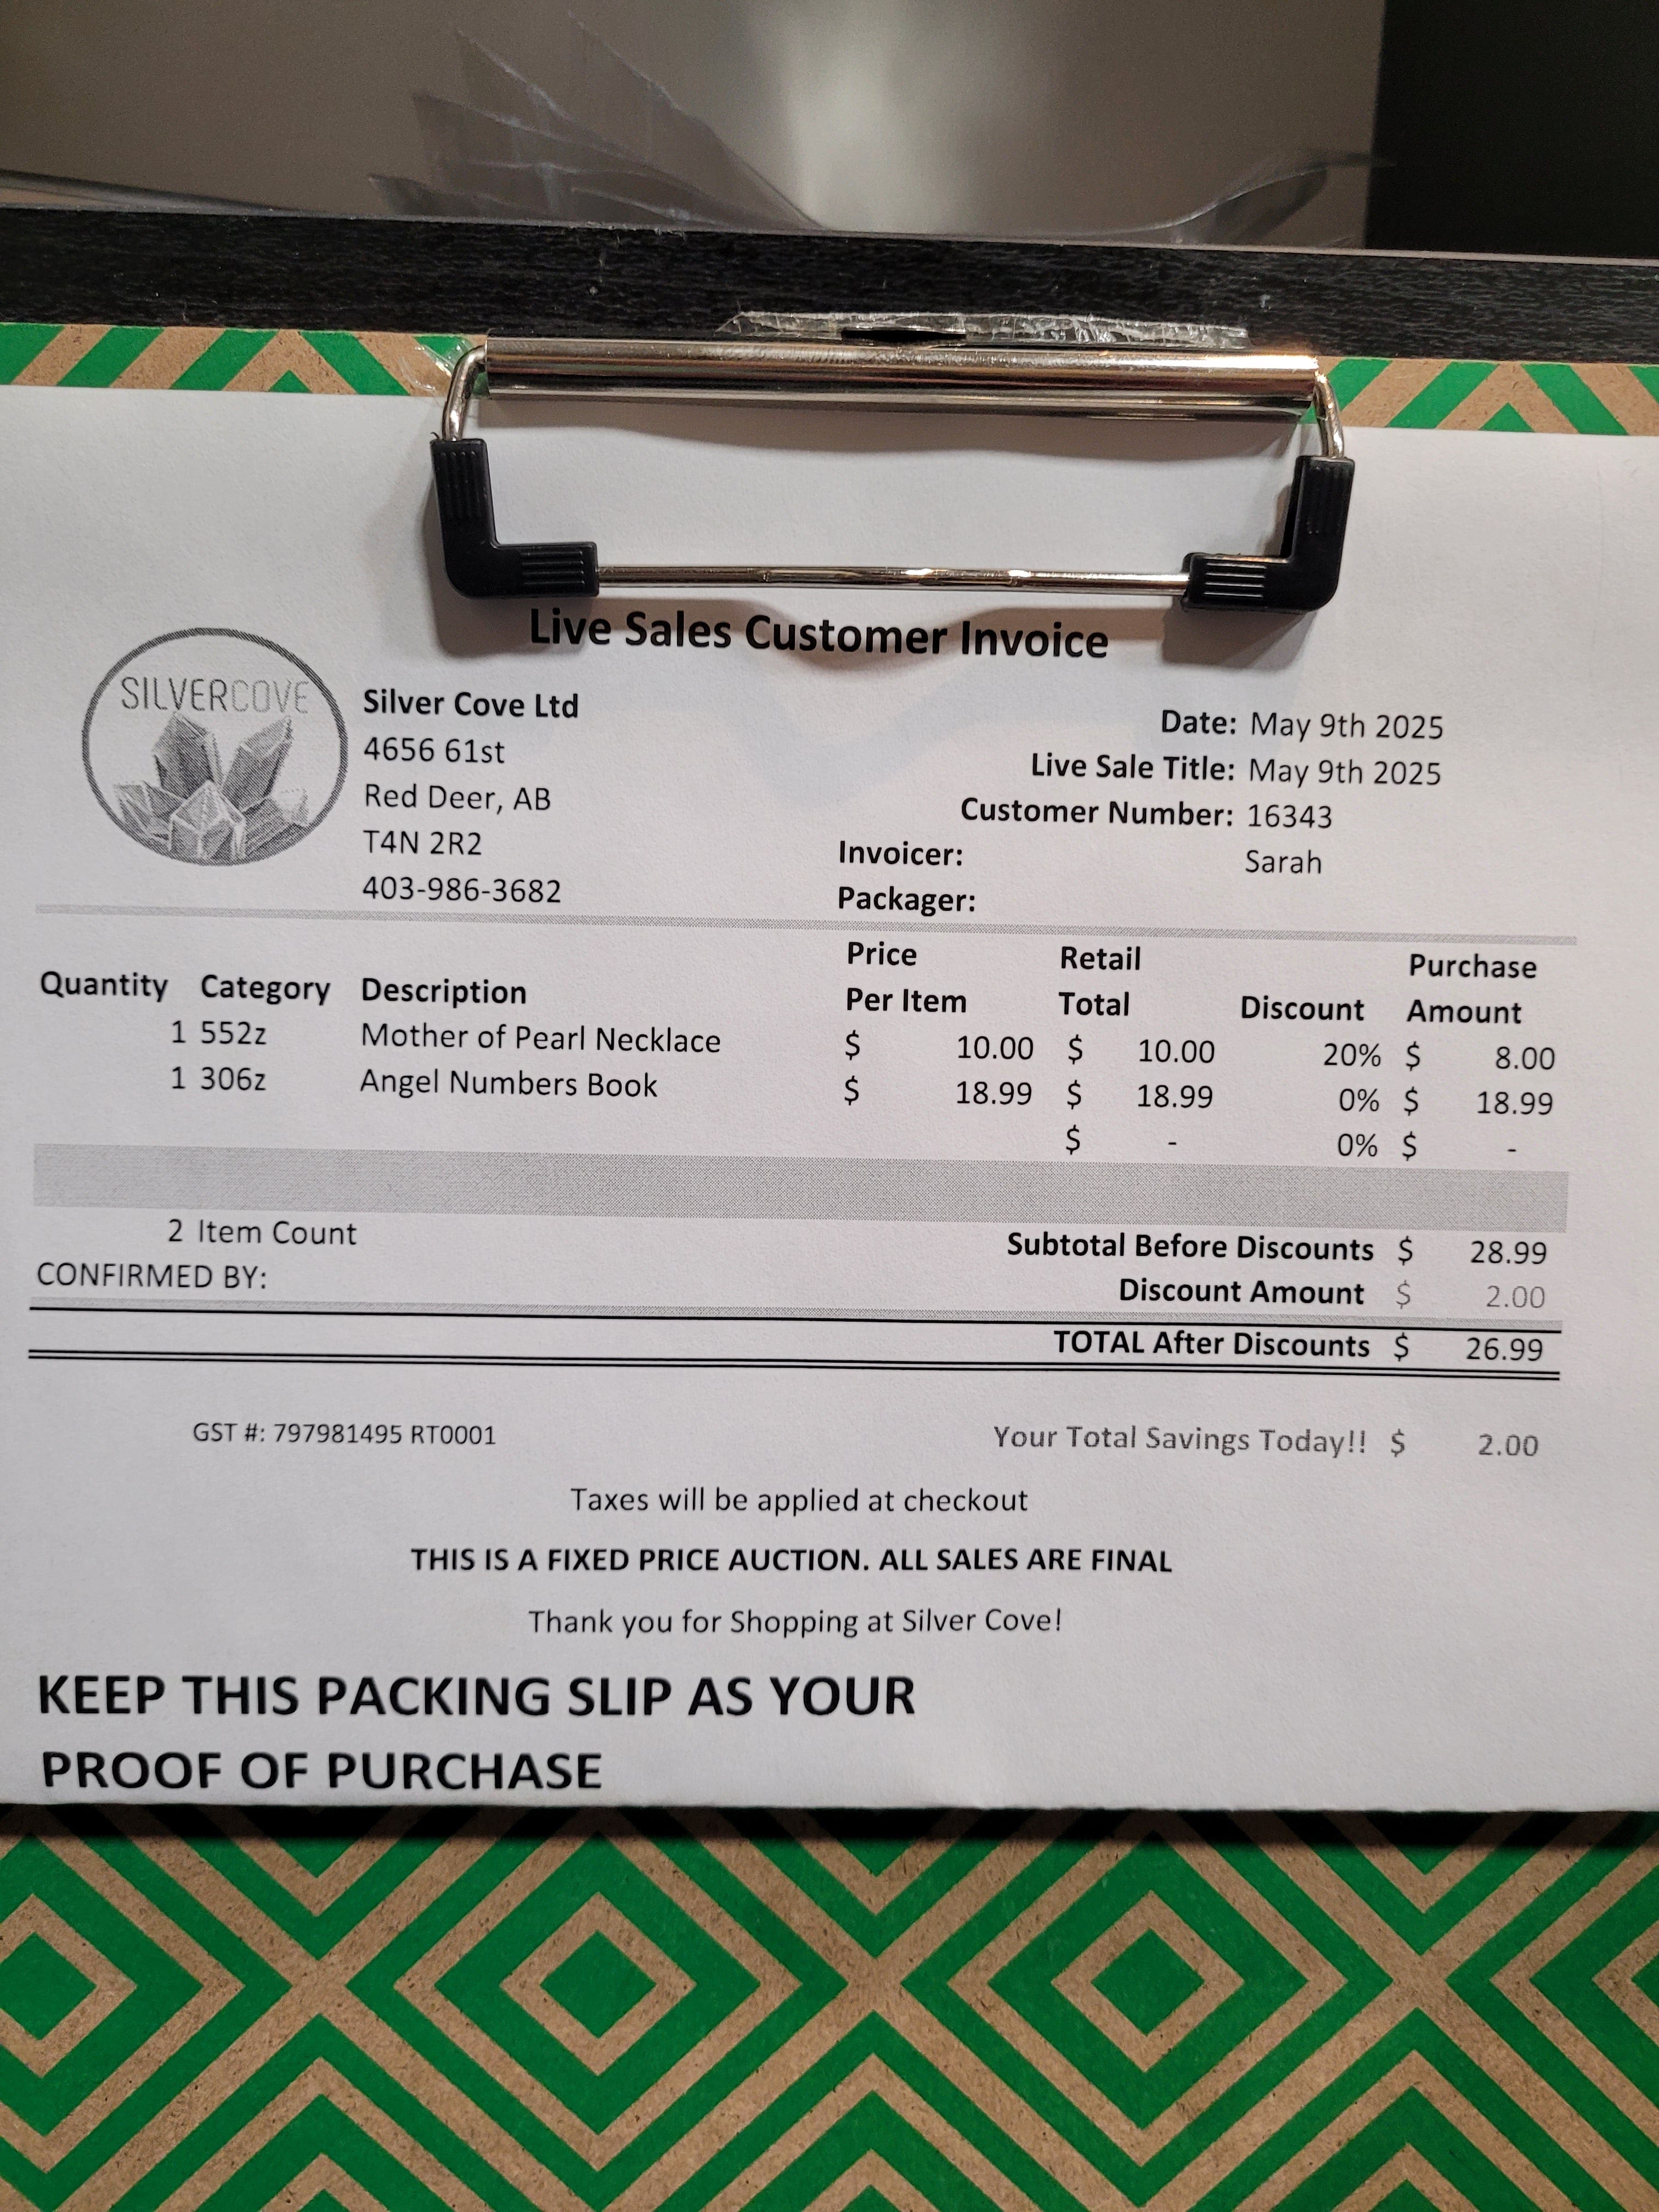 Live Sales Customer Invoice
SILVERCOVE
Silver Cove Ltd
4656 61st
Red Deer, AB
T4N 2R2
403-986-3682
Date: May 9th 2025
Live Sale Title: May 9th 2025
Customer Number: 16343
Invoicer: Sarah
Packager:
Quantity Category Description Price Per Item Retail Total Discount Purchase Amount
1 552z Mother of Pearl Necklace $ 10.00 $ 10.00 20% $ 8.00
1 306z Angel Numbers Book $ 18.99 $ 18.99 0% $ 18.99
$ - 0% $ -
2 Item Count Subtotal Before Discounts $ 28.99
CONFIRMED BY: Discount Amount $ 2.00
TOTAL After Discounts $ 26.99
GST #: 797981495 RT0001 Your Total Savings Today!! $ 2.00
Taxes will be applied at checkout
THIS IS A FIXED PRICE AUCTION. ALL SALES ARE FINAL
Thank you for Shopping at Silver Cove!
KEEP THIS PACKING SLIP AS YOUR
PROOF OF PURCHASE